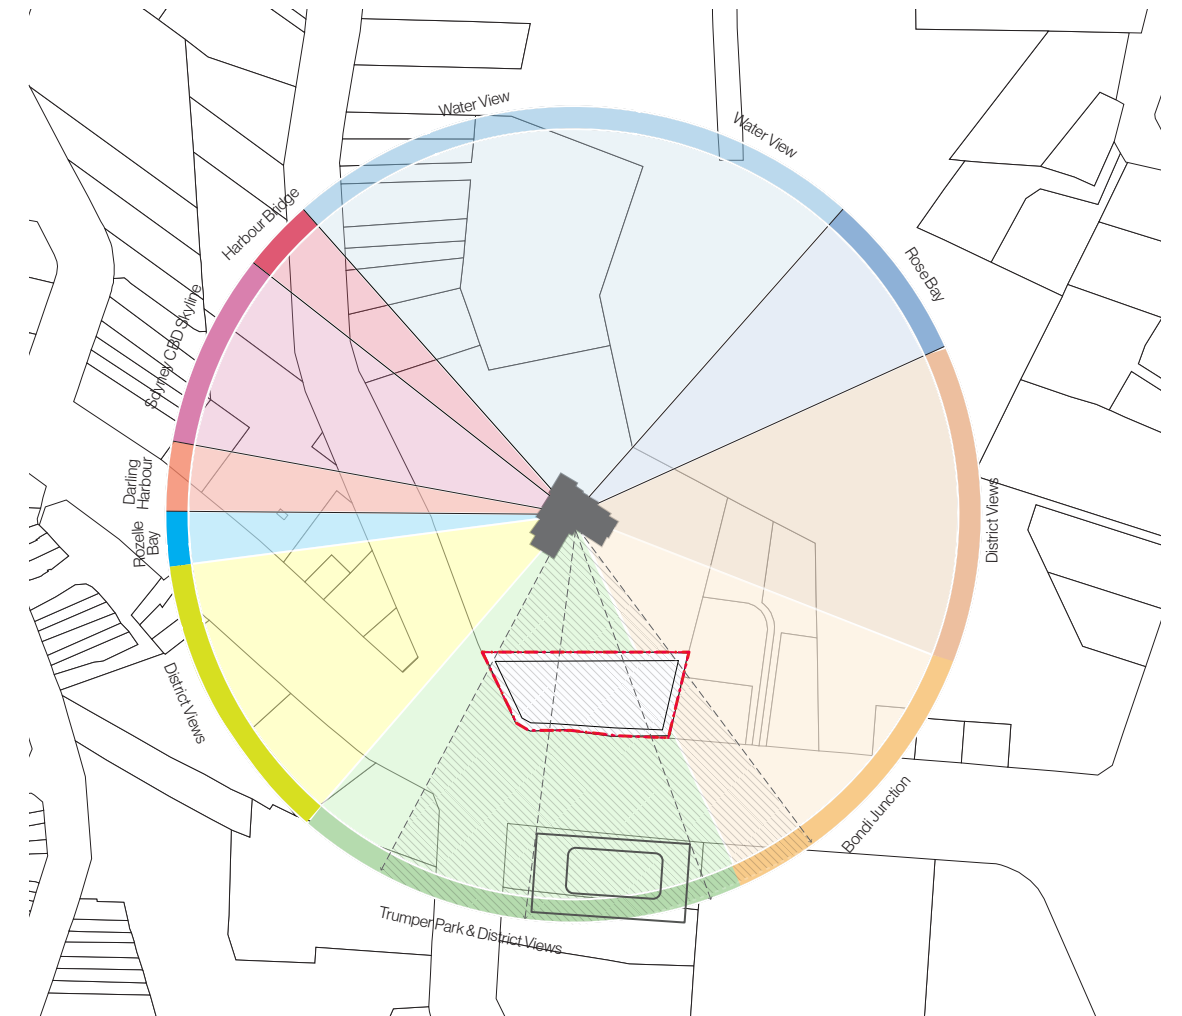 Water View
Water View
Harbour Bridge
Rose Bay
Sdyney CBD Skyline
Darling
Harbour
District Views
Rozelle
Bay
District Views
Bondi Junction
Trumper Park & District Views